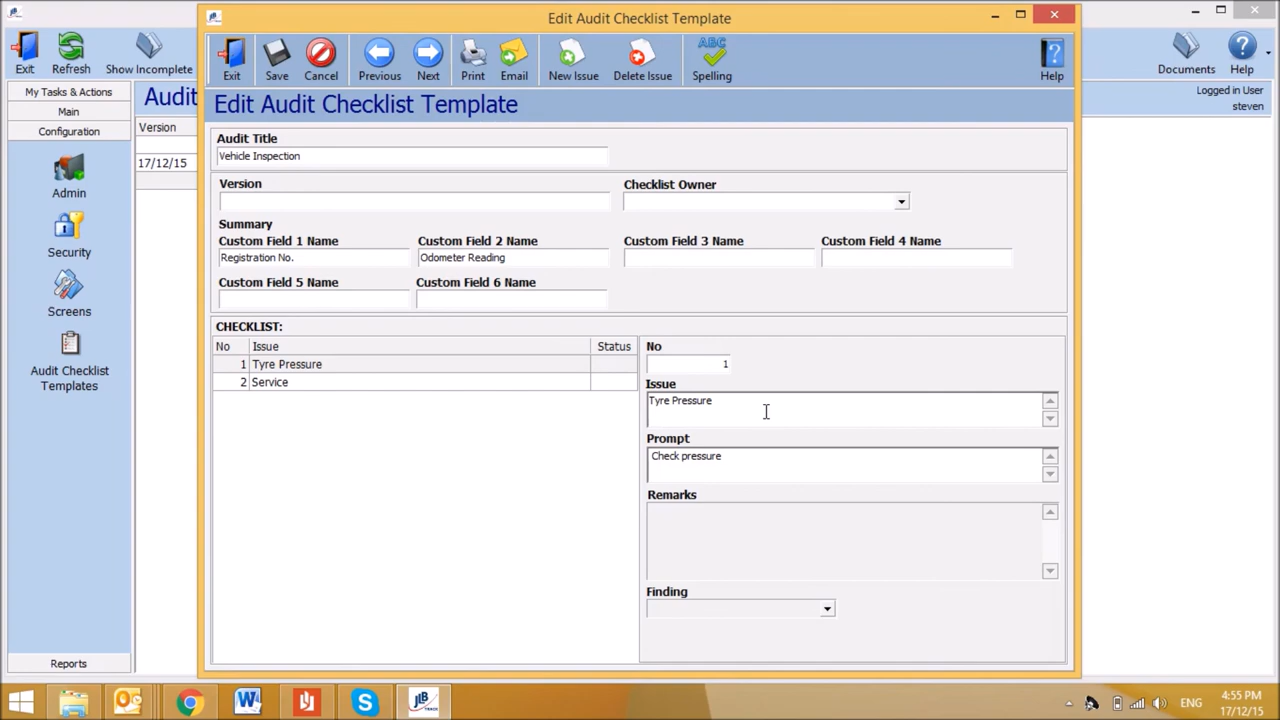 Edit Audit Checklist Template
Exit Refresh Show Incomplete
Exit Save Cancel Previous Next Print Email New Issue Delete Issue Spelling Help
ABC
Documents Help
My Tasks & Actions
Main
Configuration
Admin
Security
Screens
Audit Checklist
Templates
Reports
Audit
Version
17/12/15
Logged in User
steven
Edit Audit Checklist Template
Audit Title
Vehicle Inspection
Version Checklist Owner
Summary
Custom Field 1 Name Custom Field 2 Name Custom Field 3 Name Custom Field 4 Name
Registration No. Odometer Reading
Custom Field 5 Name Custom Field 6 Name
CHECKLIST:
No Issue Status
1 Tyre Pressure
2 Service
No
1
Issue
Tyre Pressure
Prompt
Check pressure
Remarks
Finding
JLB
ENG
4:55 PM
17/12/15